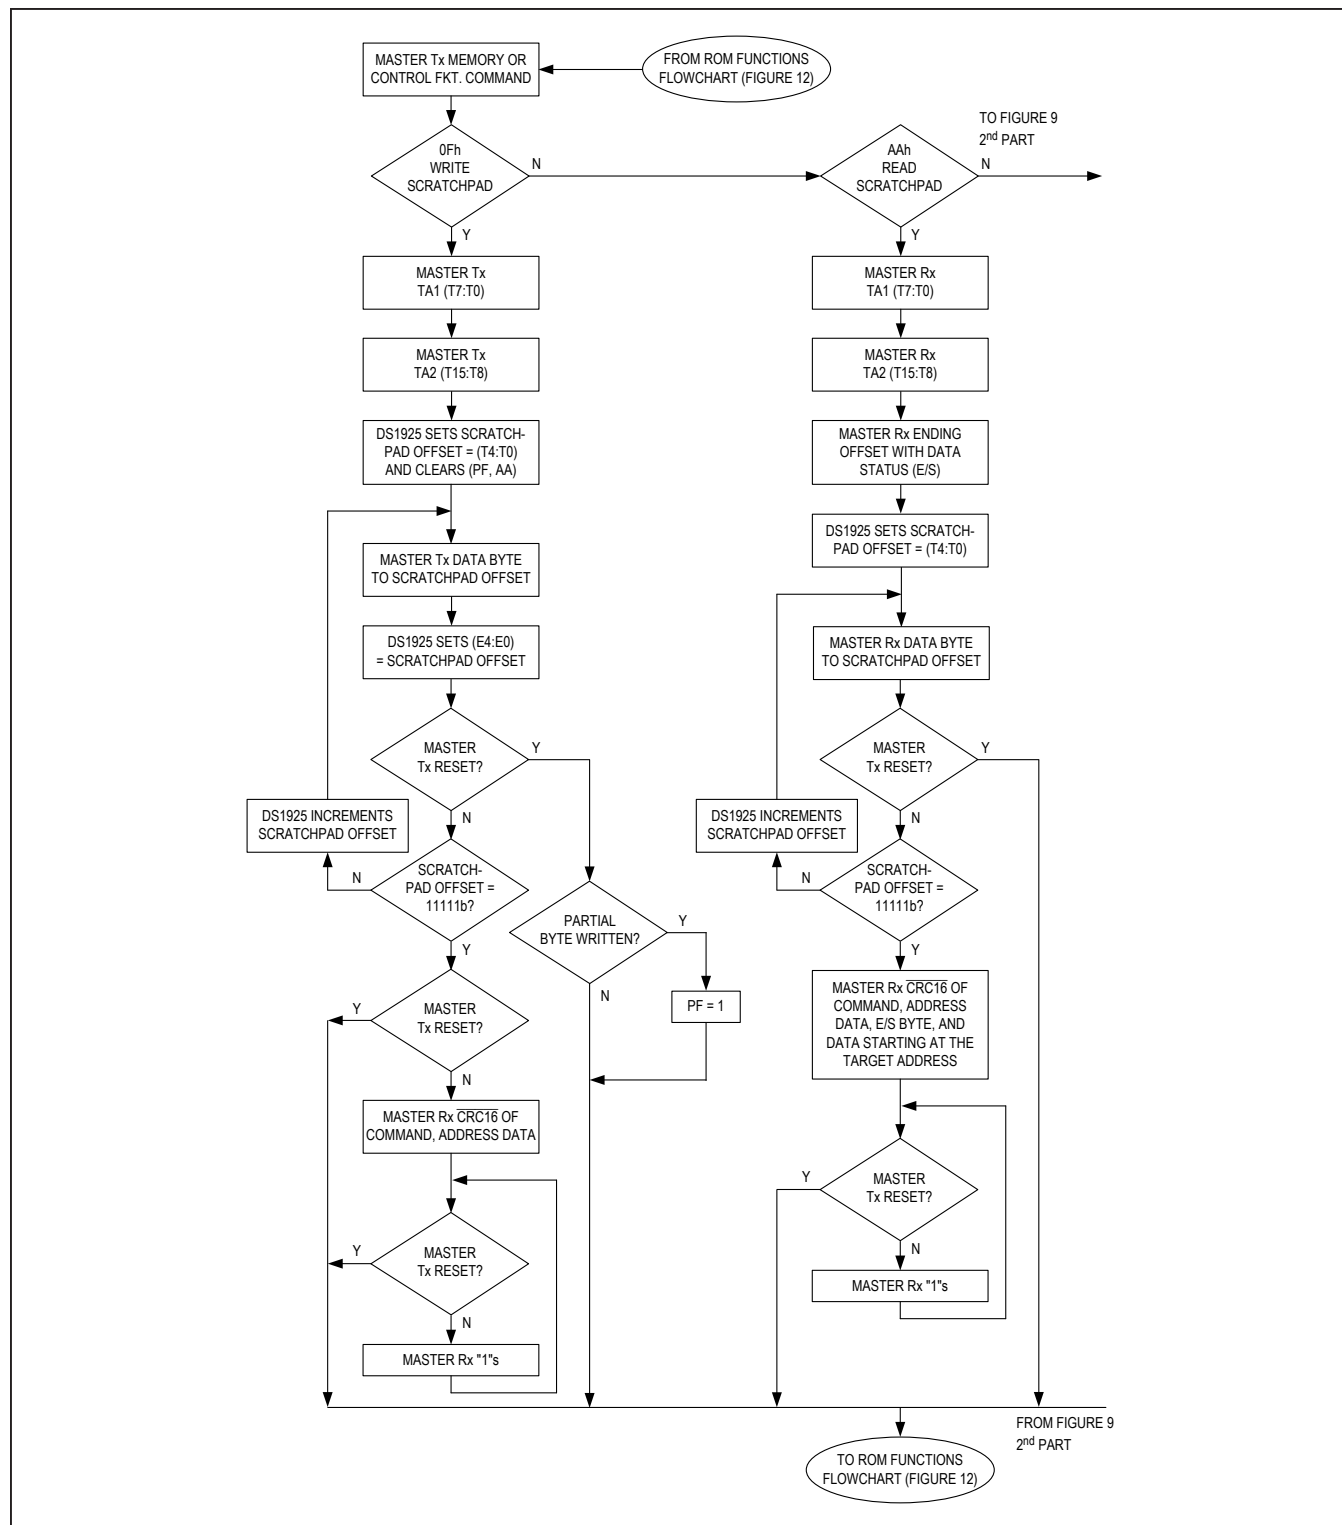 MASTER Tx MEMORY OR
CONTROL FKT. COMMAND
FROM ROM FUNCTIONS
FLOWCHART (FIGURE 12)
0Fh
WRITE
SCRATCHPAD
N
Y
AAh
READ
SCRATCHPAD
N
Y
TO FIGURE 9
2nd PART
MASTER Tx
TA1 (T7:T0)
MASTER Tx
TA2 (T15:T8)
DS1925 SETS SCRATCH-
PAD OFFSET = (T4:T0)
AND CLEARS (PF, AA)
MASTER Tx DATA BYTE
TO SCRATCHPAD OFFSET
DS1925 SETS (E4:E0)
= SCRATCHPAD OFFSET
MASTER
Tx RESET?
Y
N
DS1925 INCREMENTS
SCRATCHPAD OFFSET
SCRATCH-
PAD OFFSET =
11111b?
N
Y
PARTIAL
BYTE WRITTEN?
Y
N
PF = 1
MASTER
Tx RESET?
Y
N
MASTER Rx CRC16 OF
COMMAND, ADDRESS DATA
MASTER
Tx RESET?
Y
N
MASTER Rx "1"s
MASTER Rx
TA1 (T7:T0)
MASTER Rx
TA2 (T15:T8)
MASTER Rx ENDING
OFFSET WITH DATA
STATUS (E/S)
DS1925 SETS SCRATCH-
PAD OFFSET = (T4:T0)
MASTER Rx DATA BYTE
TO SCRATCHPAD OFFSET
MASTER
Tx RESET?
Y
N
DS1925 INCREMENTS
SCRATCHPAD OFFSET
SCRATCH-
PAD OFFSET =
11111b?
N
Y
MASTER Rx CRC16 OF
COMMAND, ADDRESS
DATA, E/S BYTE, AND
DATA STARTING AT THE
TARGET ADDRESS
MASTER
Tx RESET?
Y
N
MASTER Rx "1"s
FROM FIGURE 9
2nd PART
TO ROM FUNCTIONS
FLOWCHART (FIGURE 12)